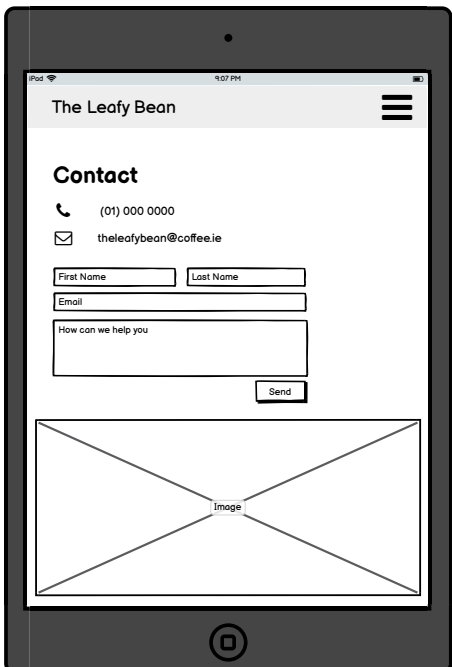 iPad 9:07 PM
The Leafy Bean
Contact
(01) 000 0000
theleafybean@coffee.ie
First Name Last Name
Email
How can we help you
Send
Image